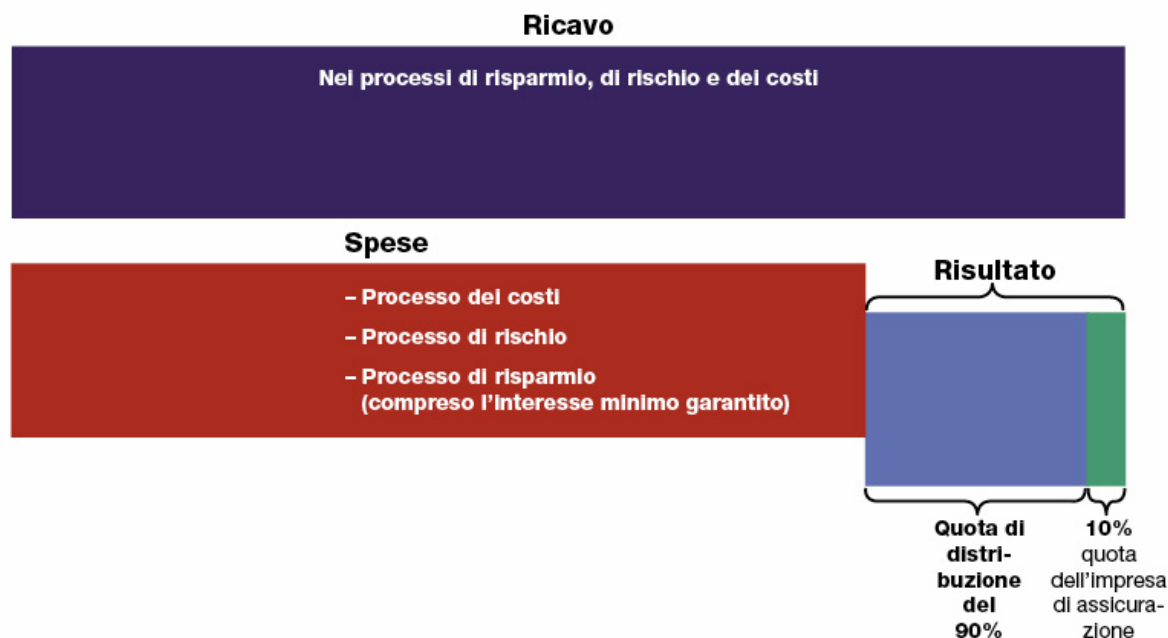 Ricavo
Nei processi di risparmio, di rischio e dei costi
Spese
– Processo dei costi
– Processo di rischio
– Processo di risparmio
(compreso l’interesse minimo garantito)
Risultato
Quota di
distri-
buzione
del
90%
10%
quota
dell’impresa
di assicura-
zione